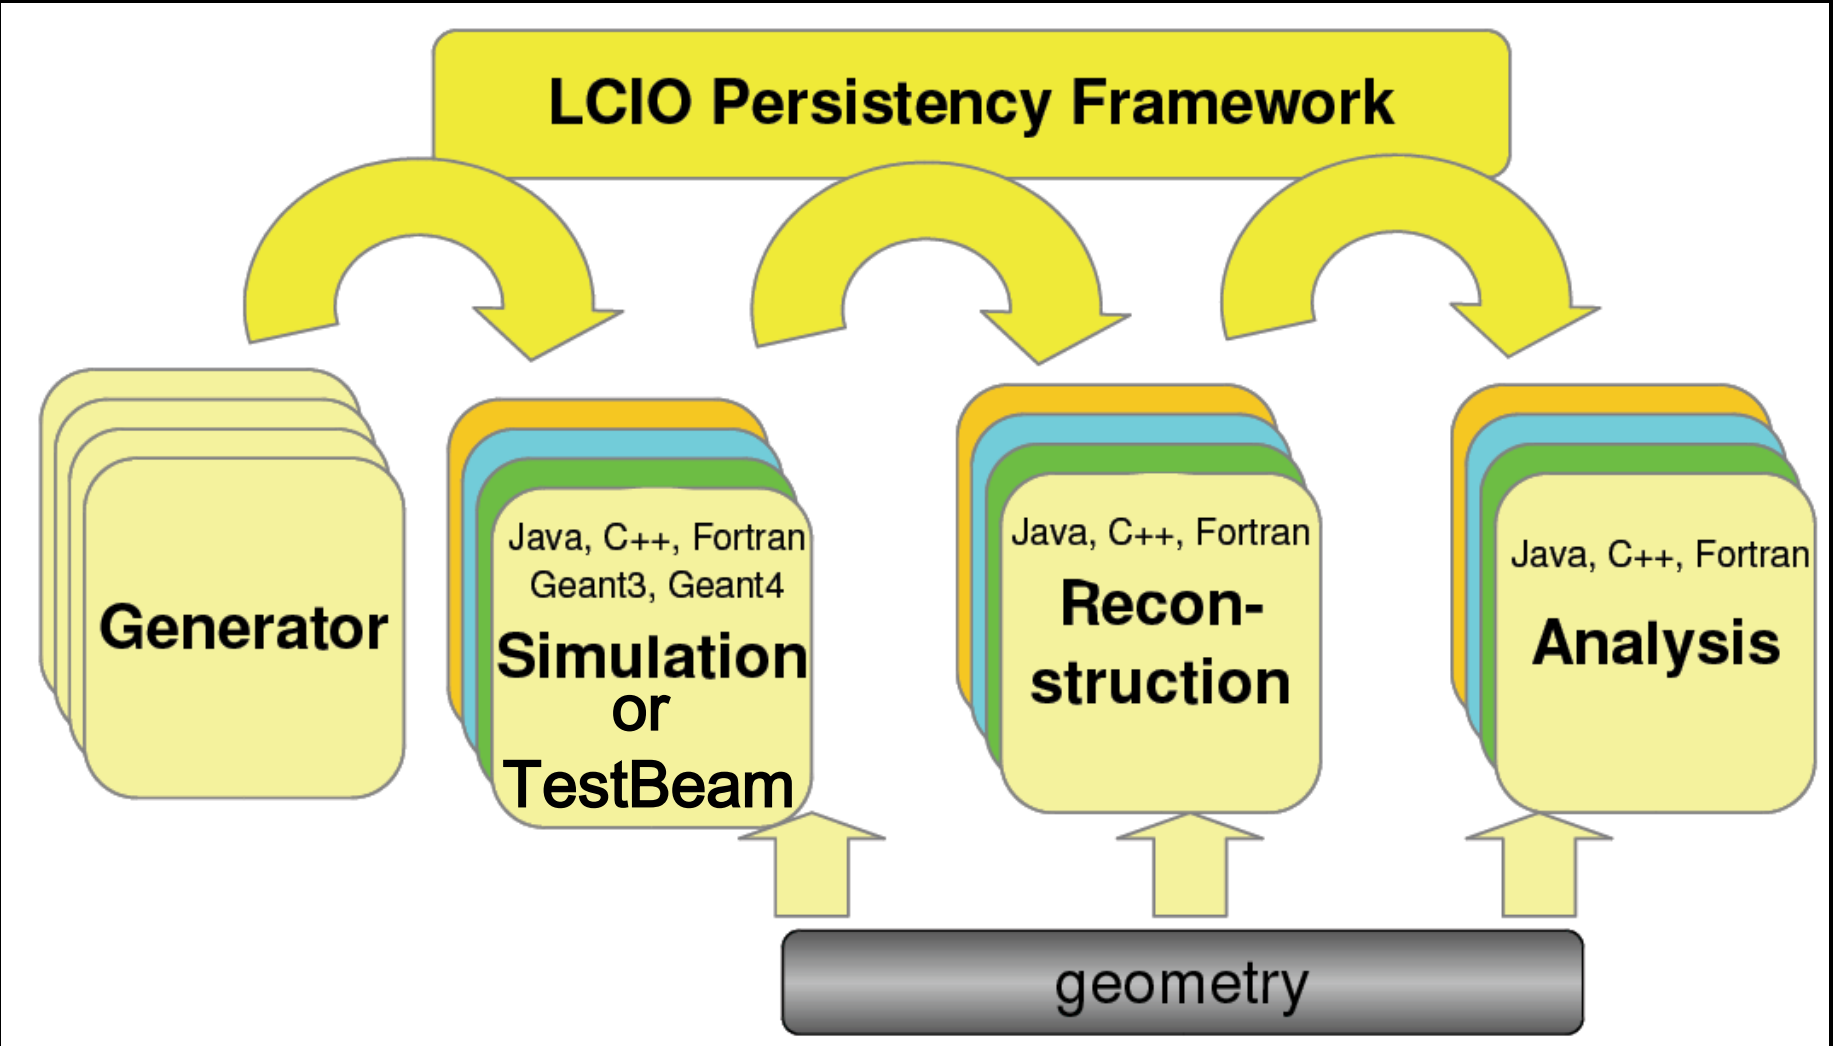 LCIO Persistency Framework
Generator
Java, C++, Fortran
Geant3, Geant4
Simulation
or
TestBeam
Java, C++, Fortran
Recon-
struction
Java, C++, Fortran
Analysis
geometry